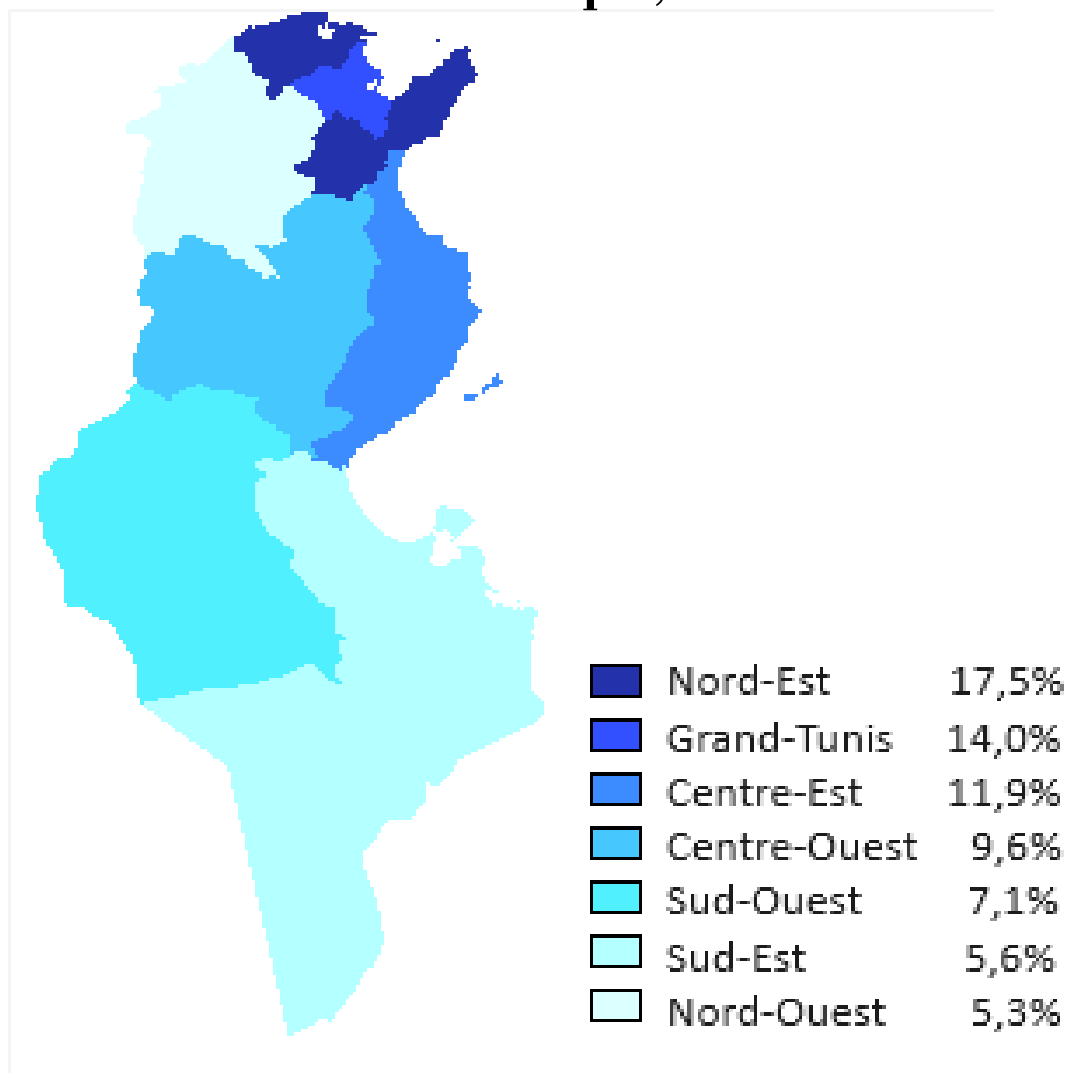 Nord-Est 17,5%
Grand-Tunis 14,0%
Centre-Est 11,9%
Centre-Ouest 9,6%
Sud-Ouest 7,1%
Sud-Est 5,6%
Nord-Ouest 5,3%